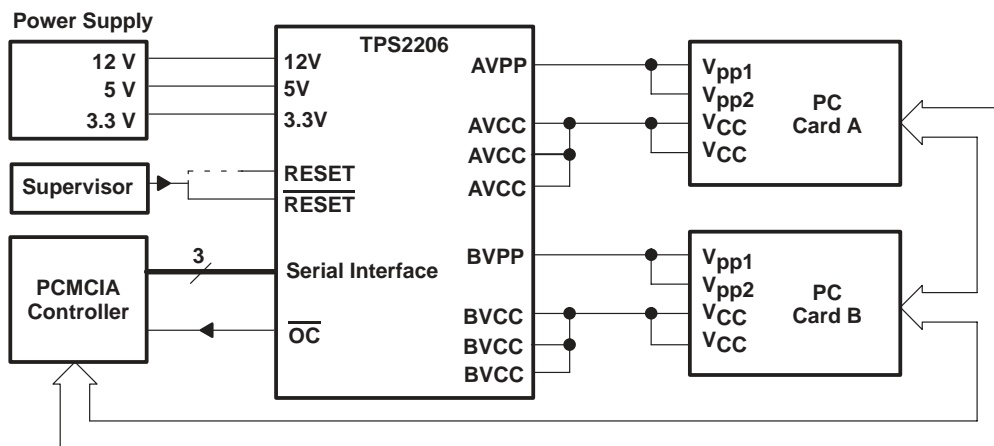 Power Supply
12 V
5 V
3.3 V
Supervisor
PCMCIA
Controller
3
TPS2206
12V
5V
3.3V
RESET
RESET
Serial Interface
OC
AVPP
AVCC
AVCC
AVCC
BVPP
BVCC
BVCC
BVCC
Vpp1
Vpp2
VCC
VCC
PC
Card A
Vpp1
Vpp2
VCC
VCC
PC
Card B